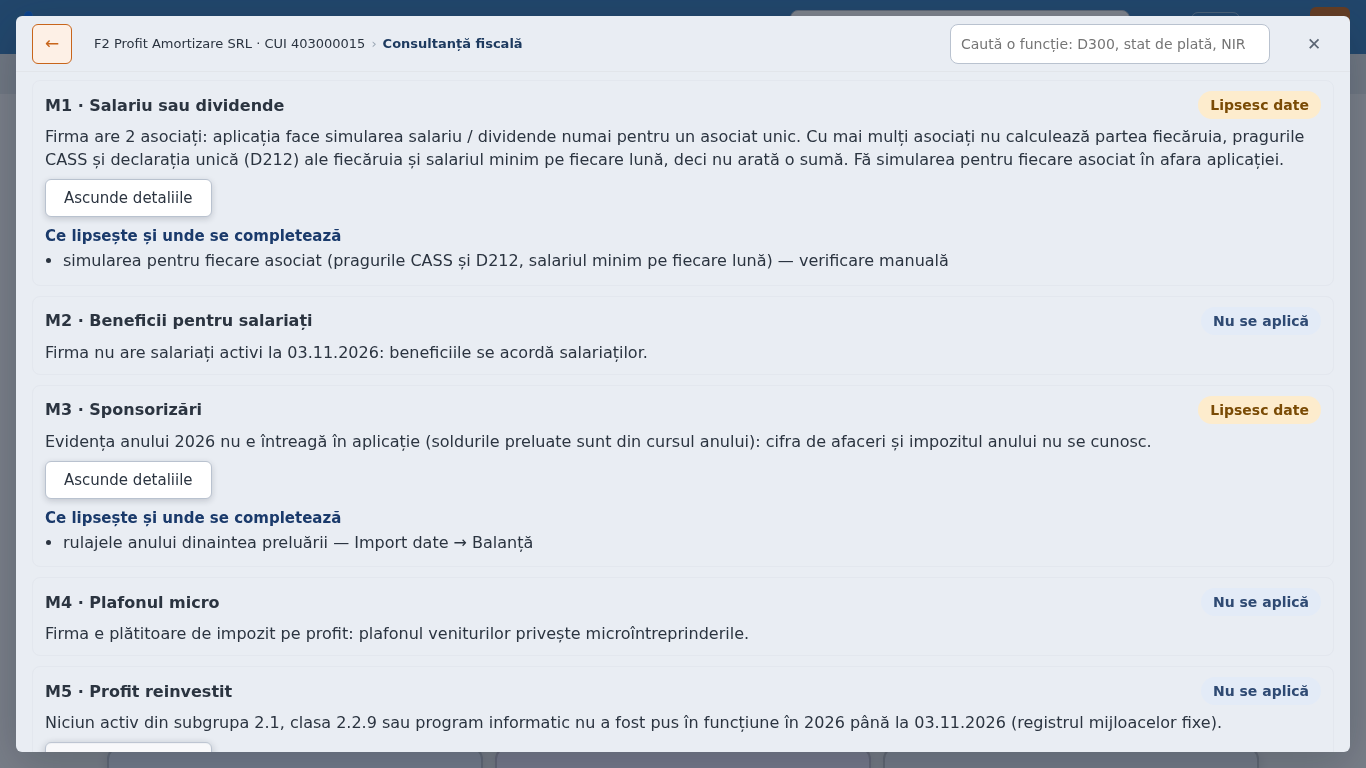 ← F2 Profit Amortizare SRL · CUI 403000015 › Consultanță fiscală Caută o funcție: D300, stat de plată, NIR ✕
M1 · Salariu sau dividende Lipsesc date
Firma are 2 asociați: aplicația face simularea salariu / dividende numai pentru un asociat unic. Cu mai mulți asociați nu calculează partea fiecăruia, pragurile
CASS și declarația unică (D212) ale fiecăruia și salariul minim pe fiecare lună, deci nu arată o sumă. Fă simularea pentru fiecare asociat în afara aplicației.
Ascunde detaliile
Ce lipsește și unde se completează
• simularea pentru fiecare asociat (pragurile CASS și D212, salariul minim pe fiecare lună) — verificare manuală
M2 · Beneficii pentru salariați Nu se aplică
Firma nu are salariați activi la 03.11.2026: beneficiile se acordă salariaților.
M3 · Sponsorizări Lipsesc date
Evidența anului 2026 nu e întreagă în aplicație (soldurile preluate sunt din cursul anului): cifra de afaceri și impozitul anului nu se cunosc.
Ascunde detaliile
Ce lipsește și unde se completează
• rulajele anului dinaintea preluării — Import date → Balanță
M4 · Plafonul micro Nu se aplică
Firma e plătitoare de impozit pe profit: plafonul veniturilor privește microîntreprinderile.
M5 · Profit reinvestit Nu se aplică
Niciun activ din subgrupa 2.1, clasa 2.2.9 sau program informatic nu a fost pus în funcțiune în 2026 până la 03.11.2026 (registrul mijloacelor fixe).